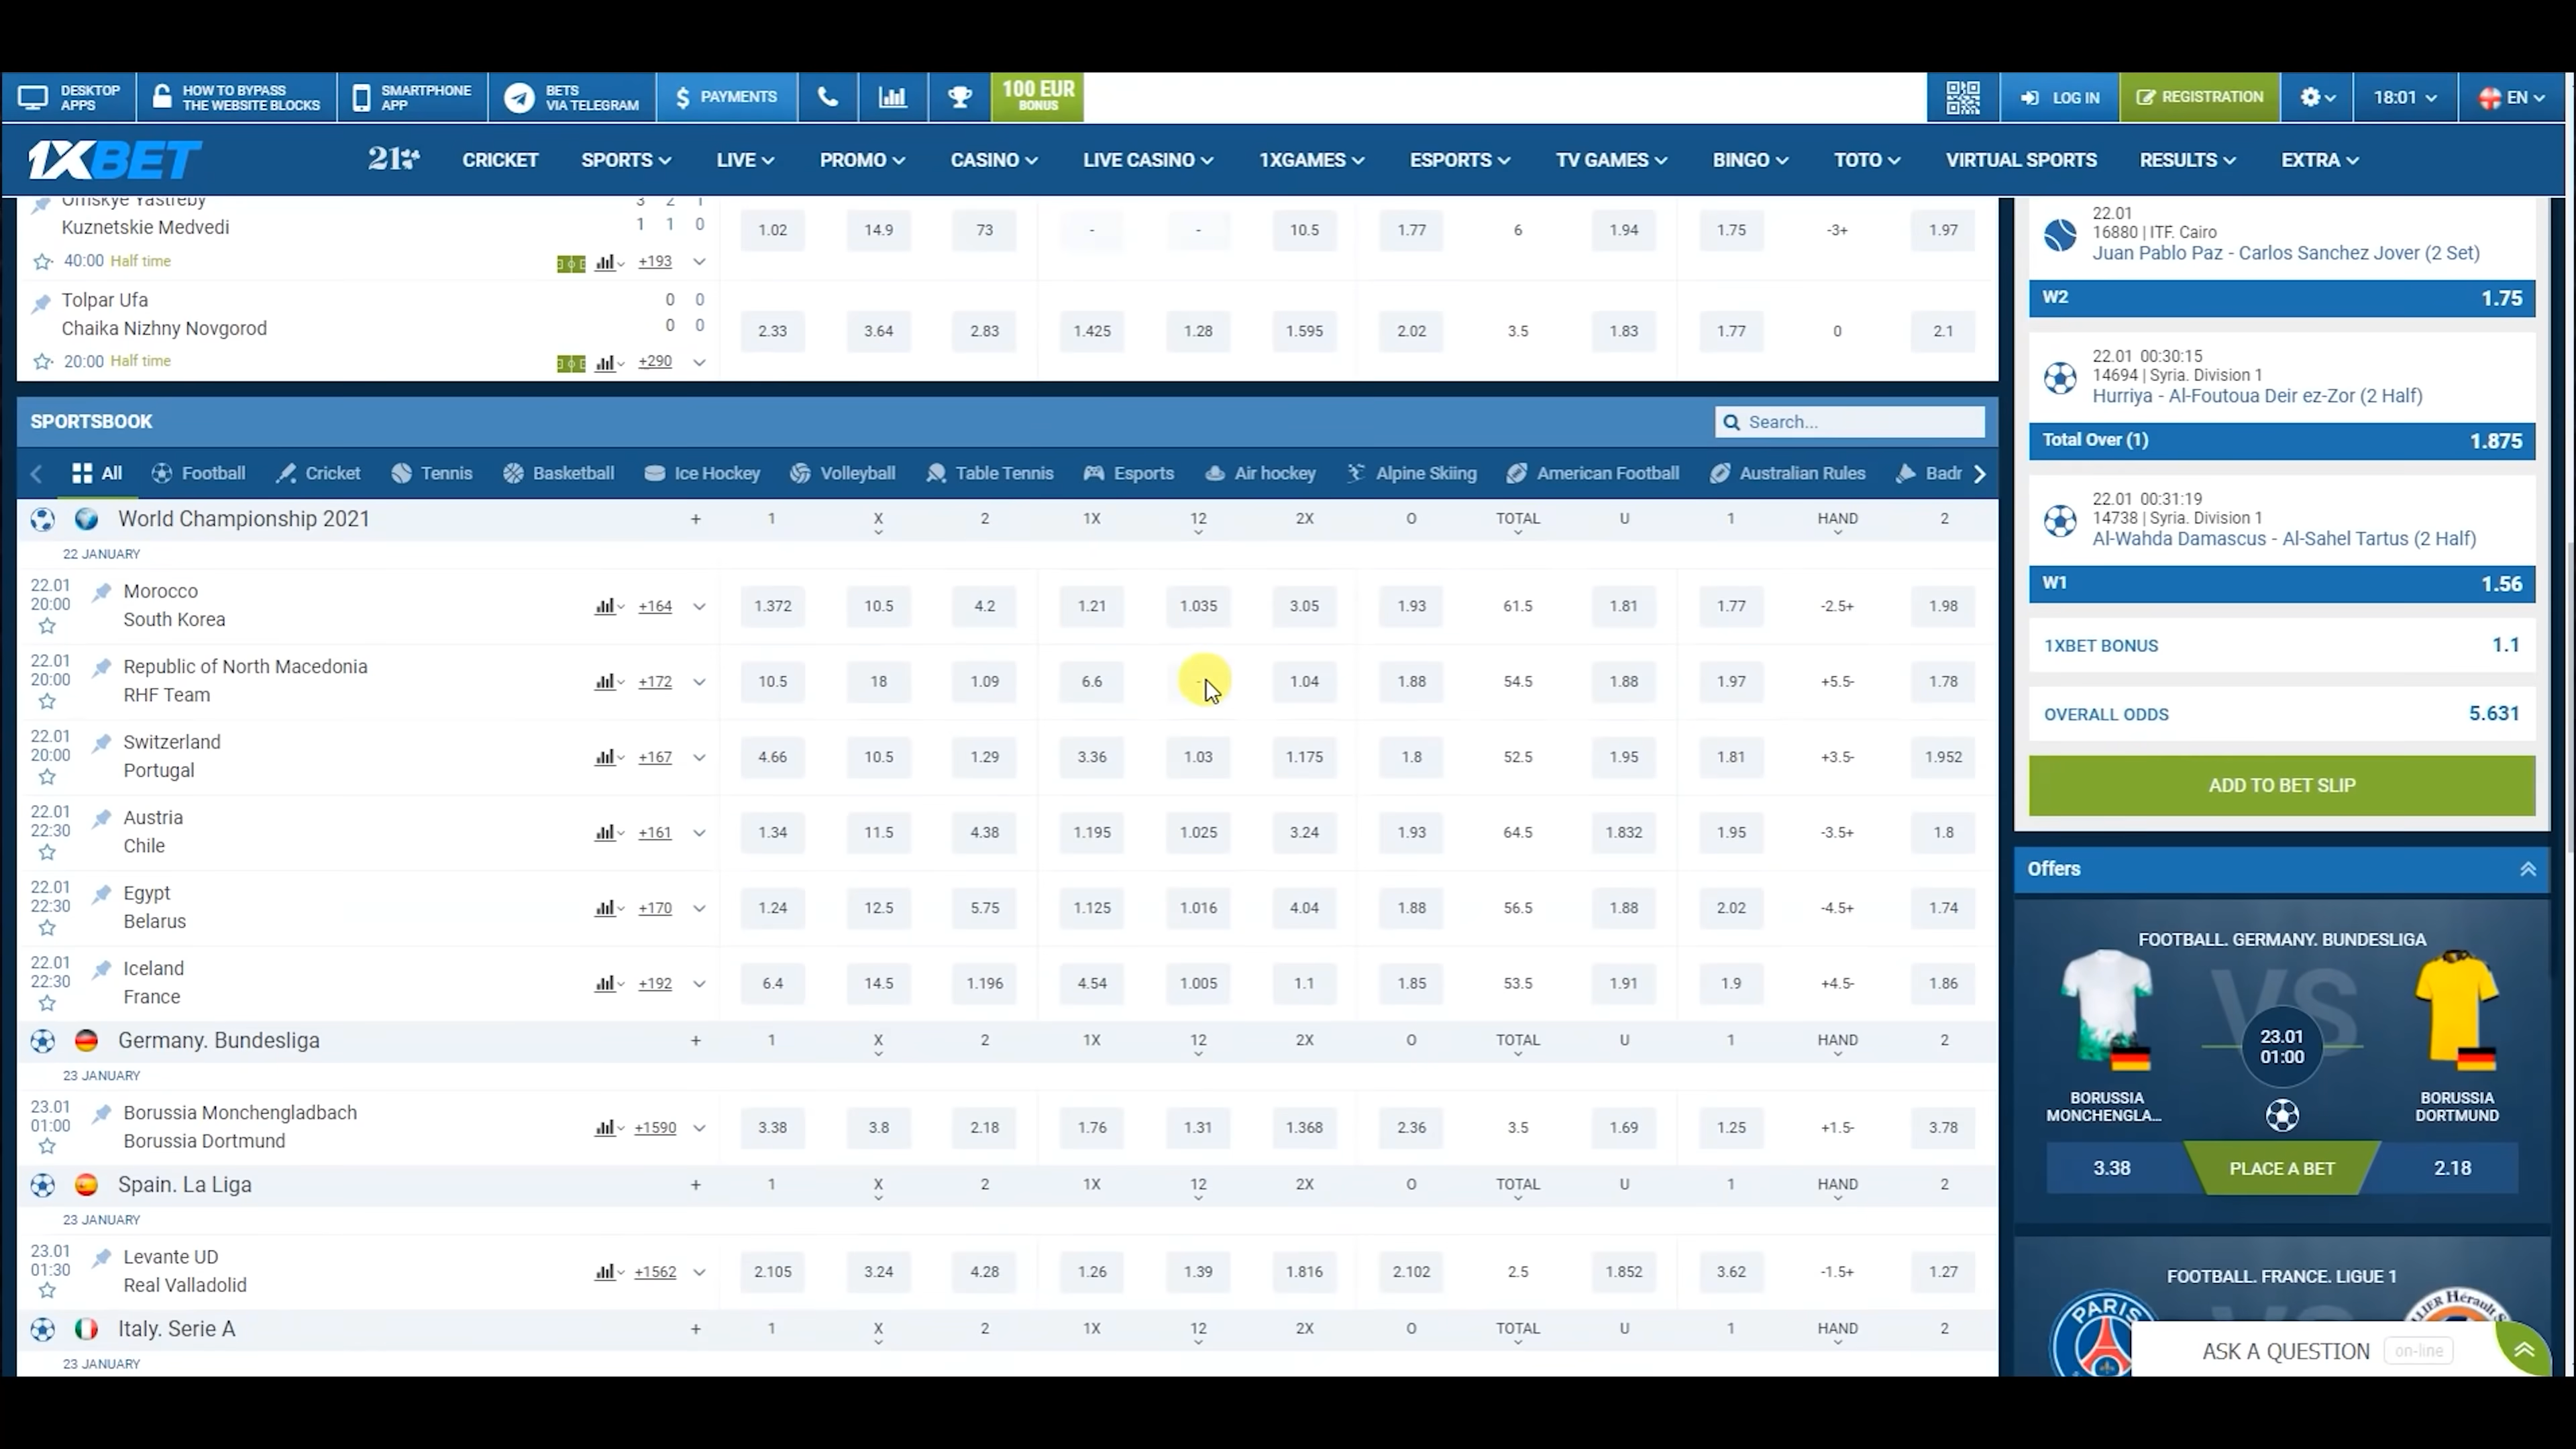 DESKTOP APPS
HOW TO BYPASS THE WEBSITE BLOCKS
SMARTPHONE APP
BETS VIA TELEGRAM
PAYMENTS
100 EUR BONUS
LOG IN
REGISTRATION
18:01
EN
1XBET
21
CRICKET
SPORTS
LIVE
PROMO
CASINO
LIVE CASINO
1XGAMES
ESPORTS
TV GAMES
BINGO
TOTO
VIRTUAL SPORTS
RESULTS
EXTRA
Omskye Yastreby 3 2 1
Kuznetskie Medvedi 1 1 0
1.02 14.9 73 - - 10.5 1.77 6 1.94 1.75 -3+ 1.97
40:00 Half time +193
Tolpar Ufa 0 0
Chaika Nizhny Novgorod 0 0
2.33 3.64 2.83 1.425 1.28 1.595 2.02 3.5 1.83 1.77 0 2.1
20:00 Half time +290
SPORTSBOOK
Search...
All Football Cricket Tennis Basketball Ice Hockey Volleyball Table Tennis Esports Air hockey Alpine Skiing American Football Australian Rules Badr
World Championship 2021 + 1 X 2 1X 12 2X O TOTAL U 1 HAND 2
22 JANUARY
22.01 20:00
Morocco
South Korea
+164 1.372 10.5 4.2 1.21 1.035 3.05 1.93 61.5 1.81 1.77 -2.5+ 1.98
22.01 20:00
Republic of North Macedonia
RHF Team
+172 10.5 18 1.09 6.6 - 1.04 1.88 54.5 1.88 1.97 +5.5- 1.78
22.01 20:00
Switzerland
Portugal
+167 4.66 10.5 1.29 3.36 1.03 1.175 1.8 52.5 1.95 1.81 +3.5- 1.952
22.01 22:30
Austria
Chile
+161 1.34 11.5 4.38 1.195 1.025 3.24 1.93 64.5 1.832 1.95 -3.5+ 1.8
22.01 22:30
Egypt
Belarus
+170 1.24 12.5 5.75 1.125 1.016 4.04 1.88 56.5 1.88 2.02 -4.5+ 1.74
22.01 22:30
Iceland
France
+192 6.4 14.5 1.196 4.54 1.005 1.1 1.85 53.5 1.91 1.9 +4.5- 1.86
Germany. Bundesliga + 1 X 2 1X 12 2X O TOTAL U 1 HAND 2
23 JANUARY
23.01 01:00
Borussia Monchengladbach
Borussia Dortmund
+1590 3.38 3.8 2.18 1.76 1.31 1.368 2.36 3.5 1.69 1.25 +1.5- 3.78
Spain. La Liga + 1 X 2 1X 12 2X O TOTAL U 1 HAND 2
23 JANUARY
23.01 01:30
Levante UD
Real Valladolid
+1562 2.105 3.24 4.28 1.26 1.39 1.816 2.102 2.5 1.852 3.62 -1.5+ 1.27
Italy. Serie A + 1 X 2 1X 12 2X O TOTAL U 1 HAND 2
23 JANUARY
22.01
16880 | ITF. Cairo
Juan Pablo Paz - Carlos Sanchez Jover (2 Set)
W2 1.75
22.01 00:30:15
14694 | Syria. Division 1
Hurriya - Al-Foutoua Deir ez-Zor (2 Half)
Total Over (1) 1.875
22.01 00:31:19
14738 | Syria. Division 1
Al-Wahda Damascus - Al-Sahel Tartus (2 Half)
W1 1.56
1XBET BONUS 1.1
OVERALL ODDS 5.631
ADD TO BET SLIP
Offers
FOOTBALL. GERMANY. BUNDESLIGA
VS
23.01
01:00
BORUSSIA MONCHENGLA...
BORUSSIA DORTMUND
3.38 PLACE A BET 2.18
FOOTBALL. FRANCE. LIGUE 1
PARIS
LLIER Hérault S
ASK A QUESTION on-line